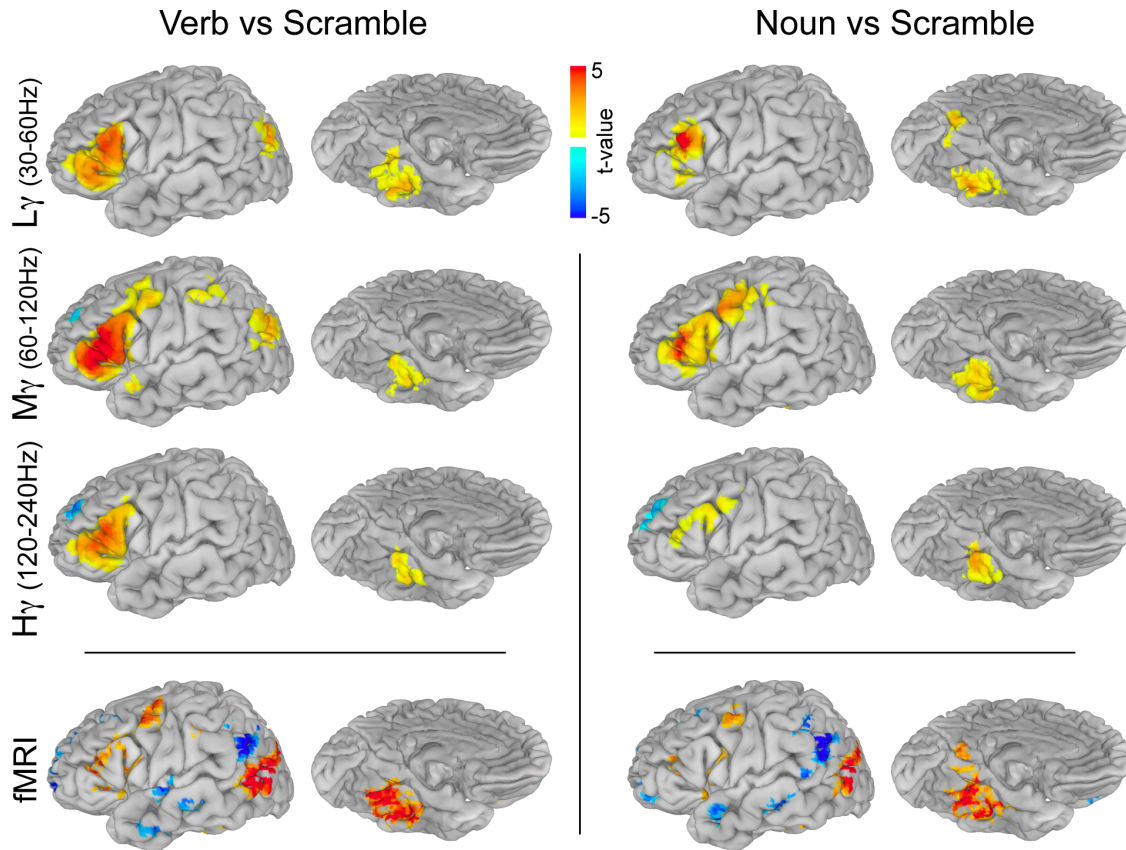 Verb vs Scramble
Noun vs Scramble
Lγ (30-60Hz)
5
t-value
-5
Mγ (60-120Hz)
Hγ (120-240Hz)
fMRI